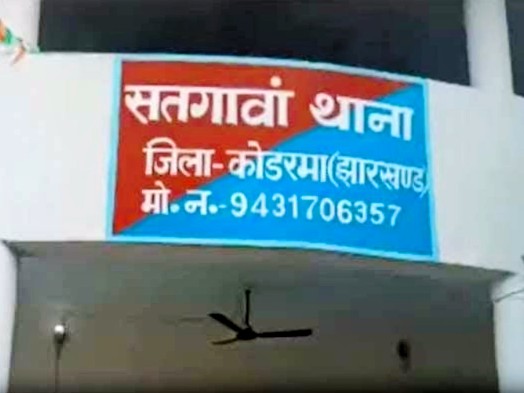 सतगावां थाना
जिला-कोडरमा(झारखण्ड)
मो. न.-9431706357